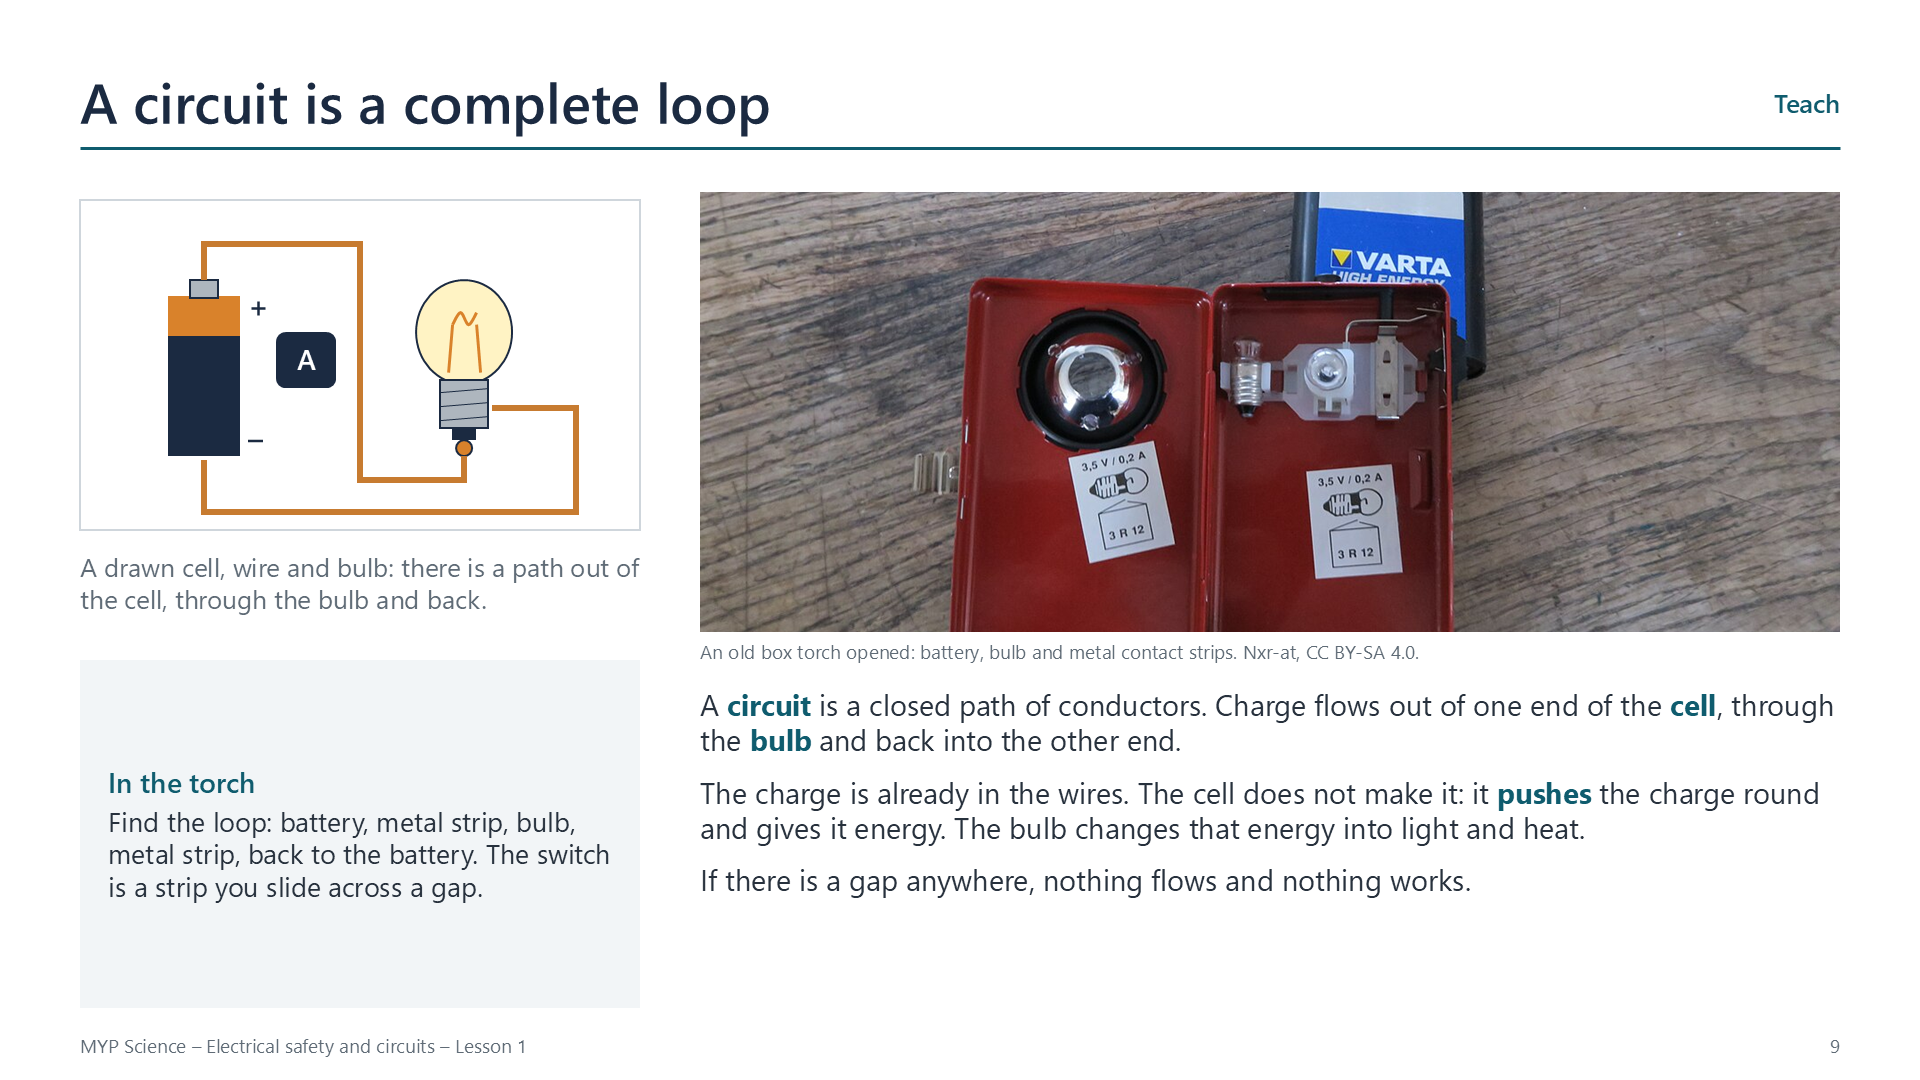 A circuit is a complete loop
Teach
+
A
–
A drawn cell, wire and bulb: there is a path out of
the cell, through the bulb and back.
In the torch
Find the loop: battery, metal strip, bulb,
metal strip, back to the battery. The switch
is a strip you slide across a gap.
VARTA
HIGH ENERGY
3,5 V / 0,2 A
3 R 12
3,5 V / 0,2 A
3 R 12
An old box torch opened: battery, bulb and metal contact strips. Nxr-at, CC BY-SA 4.0.
A circuit is a closed path of conductors. Charge flows out of one end of the cell, through
the bulb and back into the other end.
The charge is already in the wires. The cell does not make it: it pushes the charge round
and gives it energy. The bulb changes that energy into light and heat.
If there is a gap anywhere, nothing flows and nothing works.
MYP Science – Electrical safety and circuits – Lesson 1
9